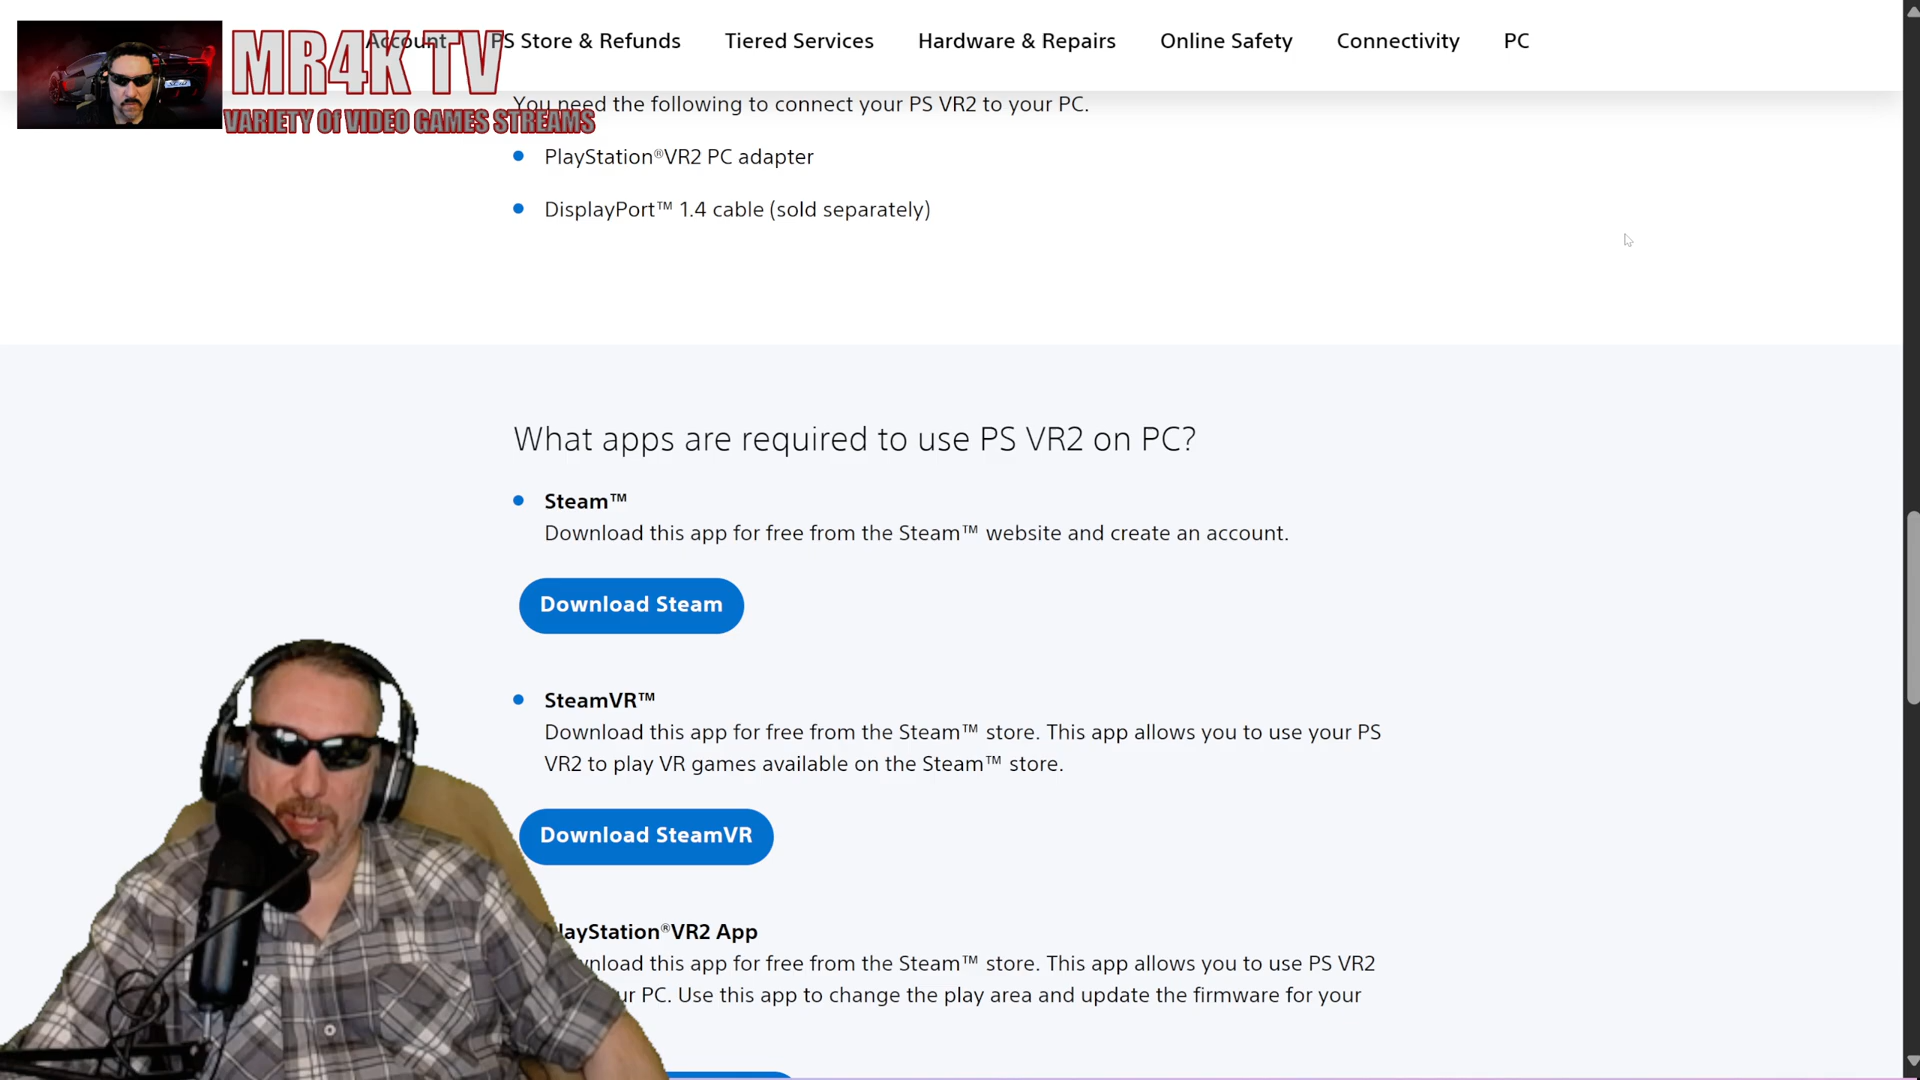 MR4K TV
VARIETY Of VIDEO GAMES STREAMS
Account PS Store & Refunds Tiered Services Hardware & Repairs Online Safety Connectivity PC
You need the following to connect your PS VR2 to your PC.
PlayStation®VR2 PC adapter
DisplayPort™ 1.4 cable (sold separately)
What apps are required to use PS VR2 on PC?
Steam™
Download this app for free from the Steam™ website and create an account.
Download Steam
SteamVR™
Download this app for free from the Steam™ store. This app allows you to use your PS
VR2 to play VR games available on the Steam™ store.
Download SteamVR
layStation®VR2 App
nload this app for free from the Steam™ store. This app allows you to use PS VR2
ur PC. Use this app to change the play area and update the firmware for your